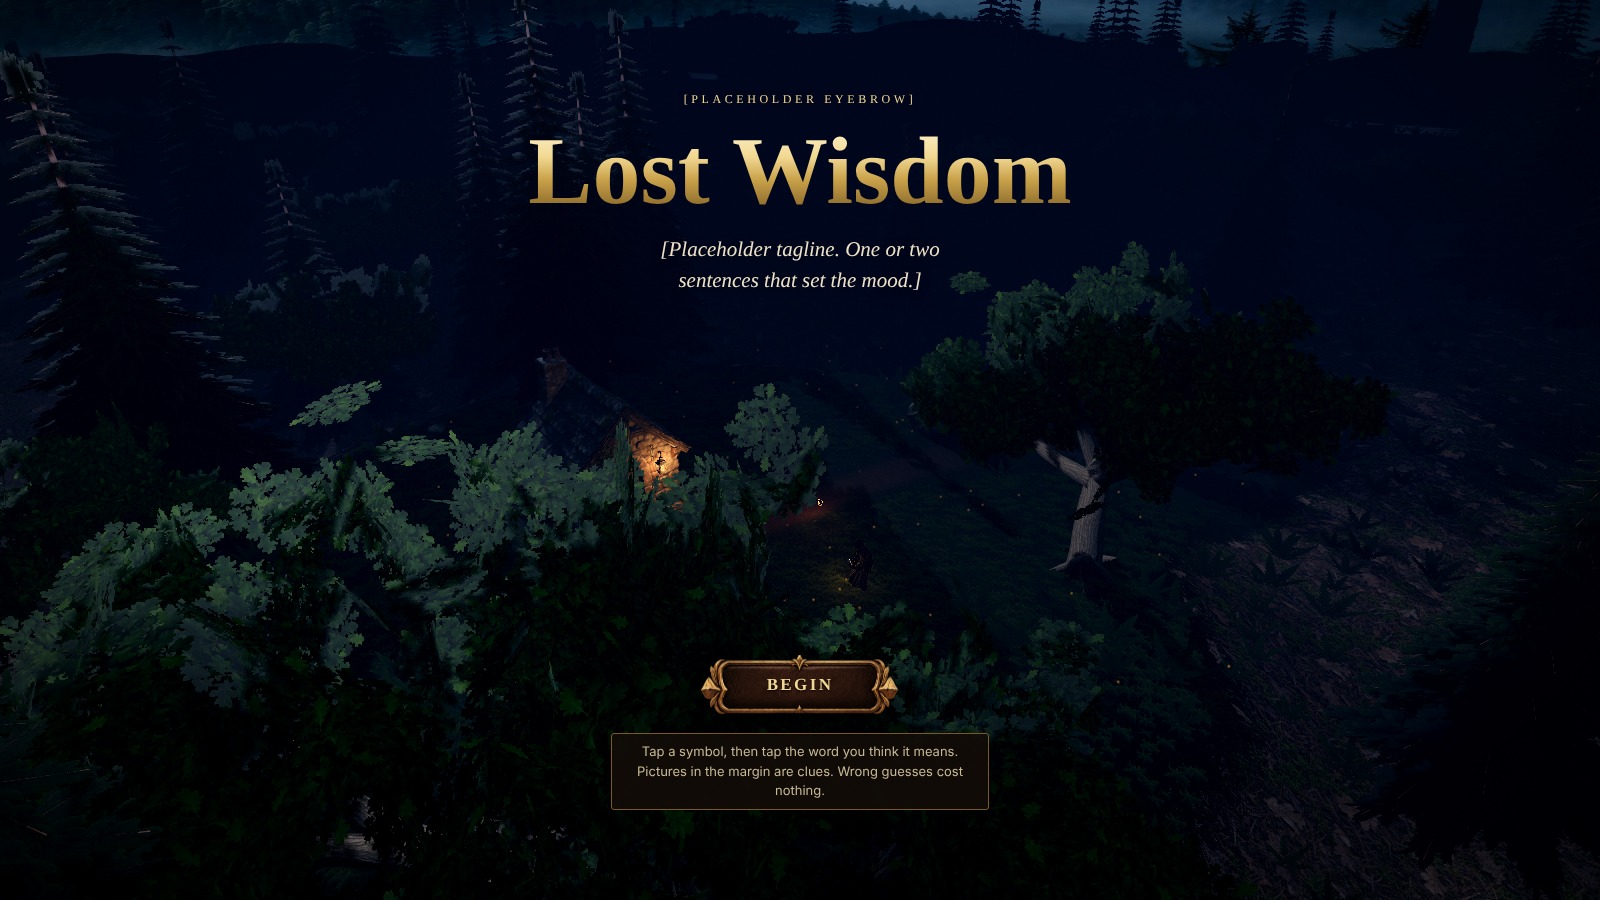 [PLACEHOLDER EYEBROW]
Lost Wisdom
[Placeholder tagline. One or two
sentences that set the mood.]
BEGIN
Tap a symbol, then tap the word you think it means.
Pictures in the margin are clues. Wrong guesses cost
nothing.